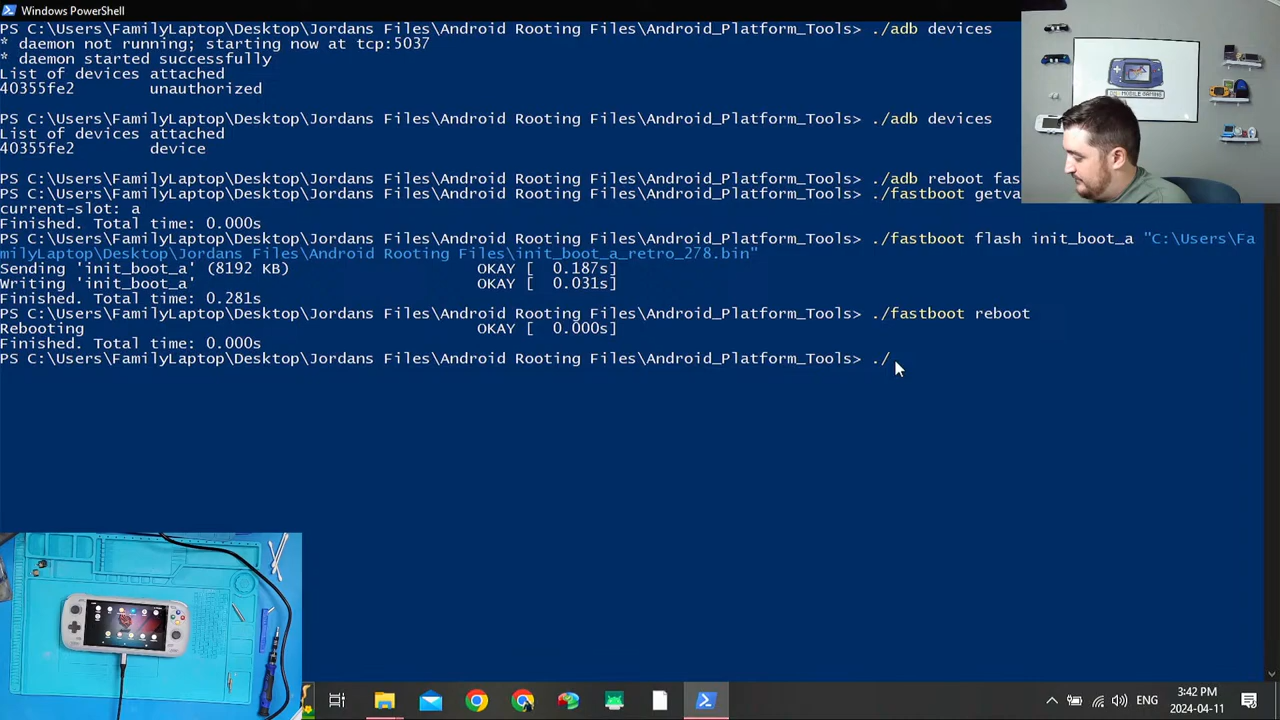 Windows PowerShell
PS C:\Users\FamilyLaptop\Desktop\Jordans Files\Android Rooting Files\Android_Platform_Tools> ./adb devices
* daemon not running; starting now at tcp:5037
* daemon started successfully
List of devices attached
40355fe2 unauthorized
PS C:\Users\FamilyLaptop\Desktop\Jordans Files\Android Rooting Files\Android_Platform_Tools> ./adb devices
List of devices attached
40355fe2 device
PS C:\Users\FamilyLaptop\Desktop\Jordans Files\Android Rooting Files\Android_Platform_Tools> ./adb reboot fas
PS C:\Users\FamilyLaptop\Desktop\Jordans Files\Android Rooting Files\Android_Platform_Tools> ./fastboot getva
current-slot: a
Finished. Total time: 0.000s
PS C:\Users\FamilyLaptop\Desktop\Jordans Files\Android Rooting Files\Android_Platform_Tools> ./fastboot flash init_boot_a "C:\Users\Fa
milyLaptop\Desktop\Jordans Files\Android Rooting Files\init_boot_a_retro_278.bin"
Sending 'init_boot_a' (8192 KB) OKAY [ 0.187s]
Writing 'init_boot_a' OKAY [ 0.031s]
Finished. Total time: 0.281s
PS C:\Users\FamilyLaptop\Desktop\Jordans Files\Android Rooting Files\Android_Platform_Tools> ./fastboot reboot
Rebooting OKAY [ 0.000s]
Finished. Total time: 0.000s
PS C:\Users\FamilyLaptop\Desktop\Jordans Files\Android Rooting Files\Android_Platform_Tools> ./
MOBILE GAMING
ENG
3:42 PM
2024-04-11